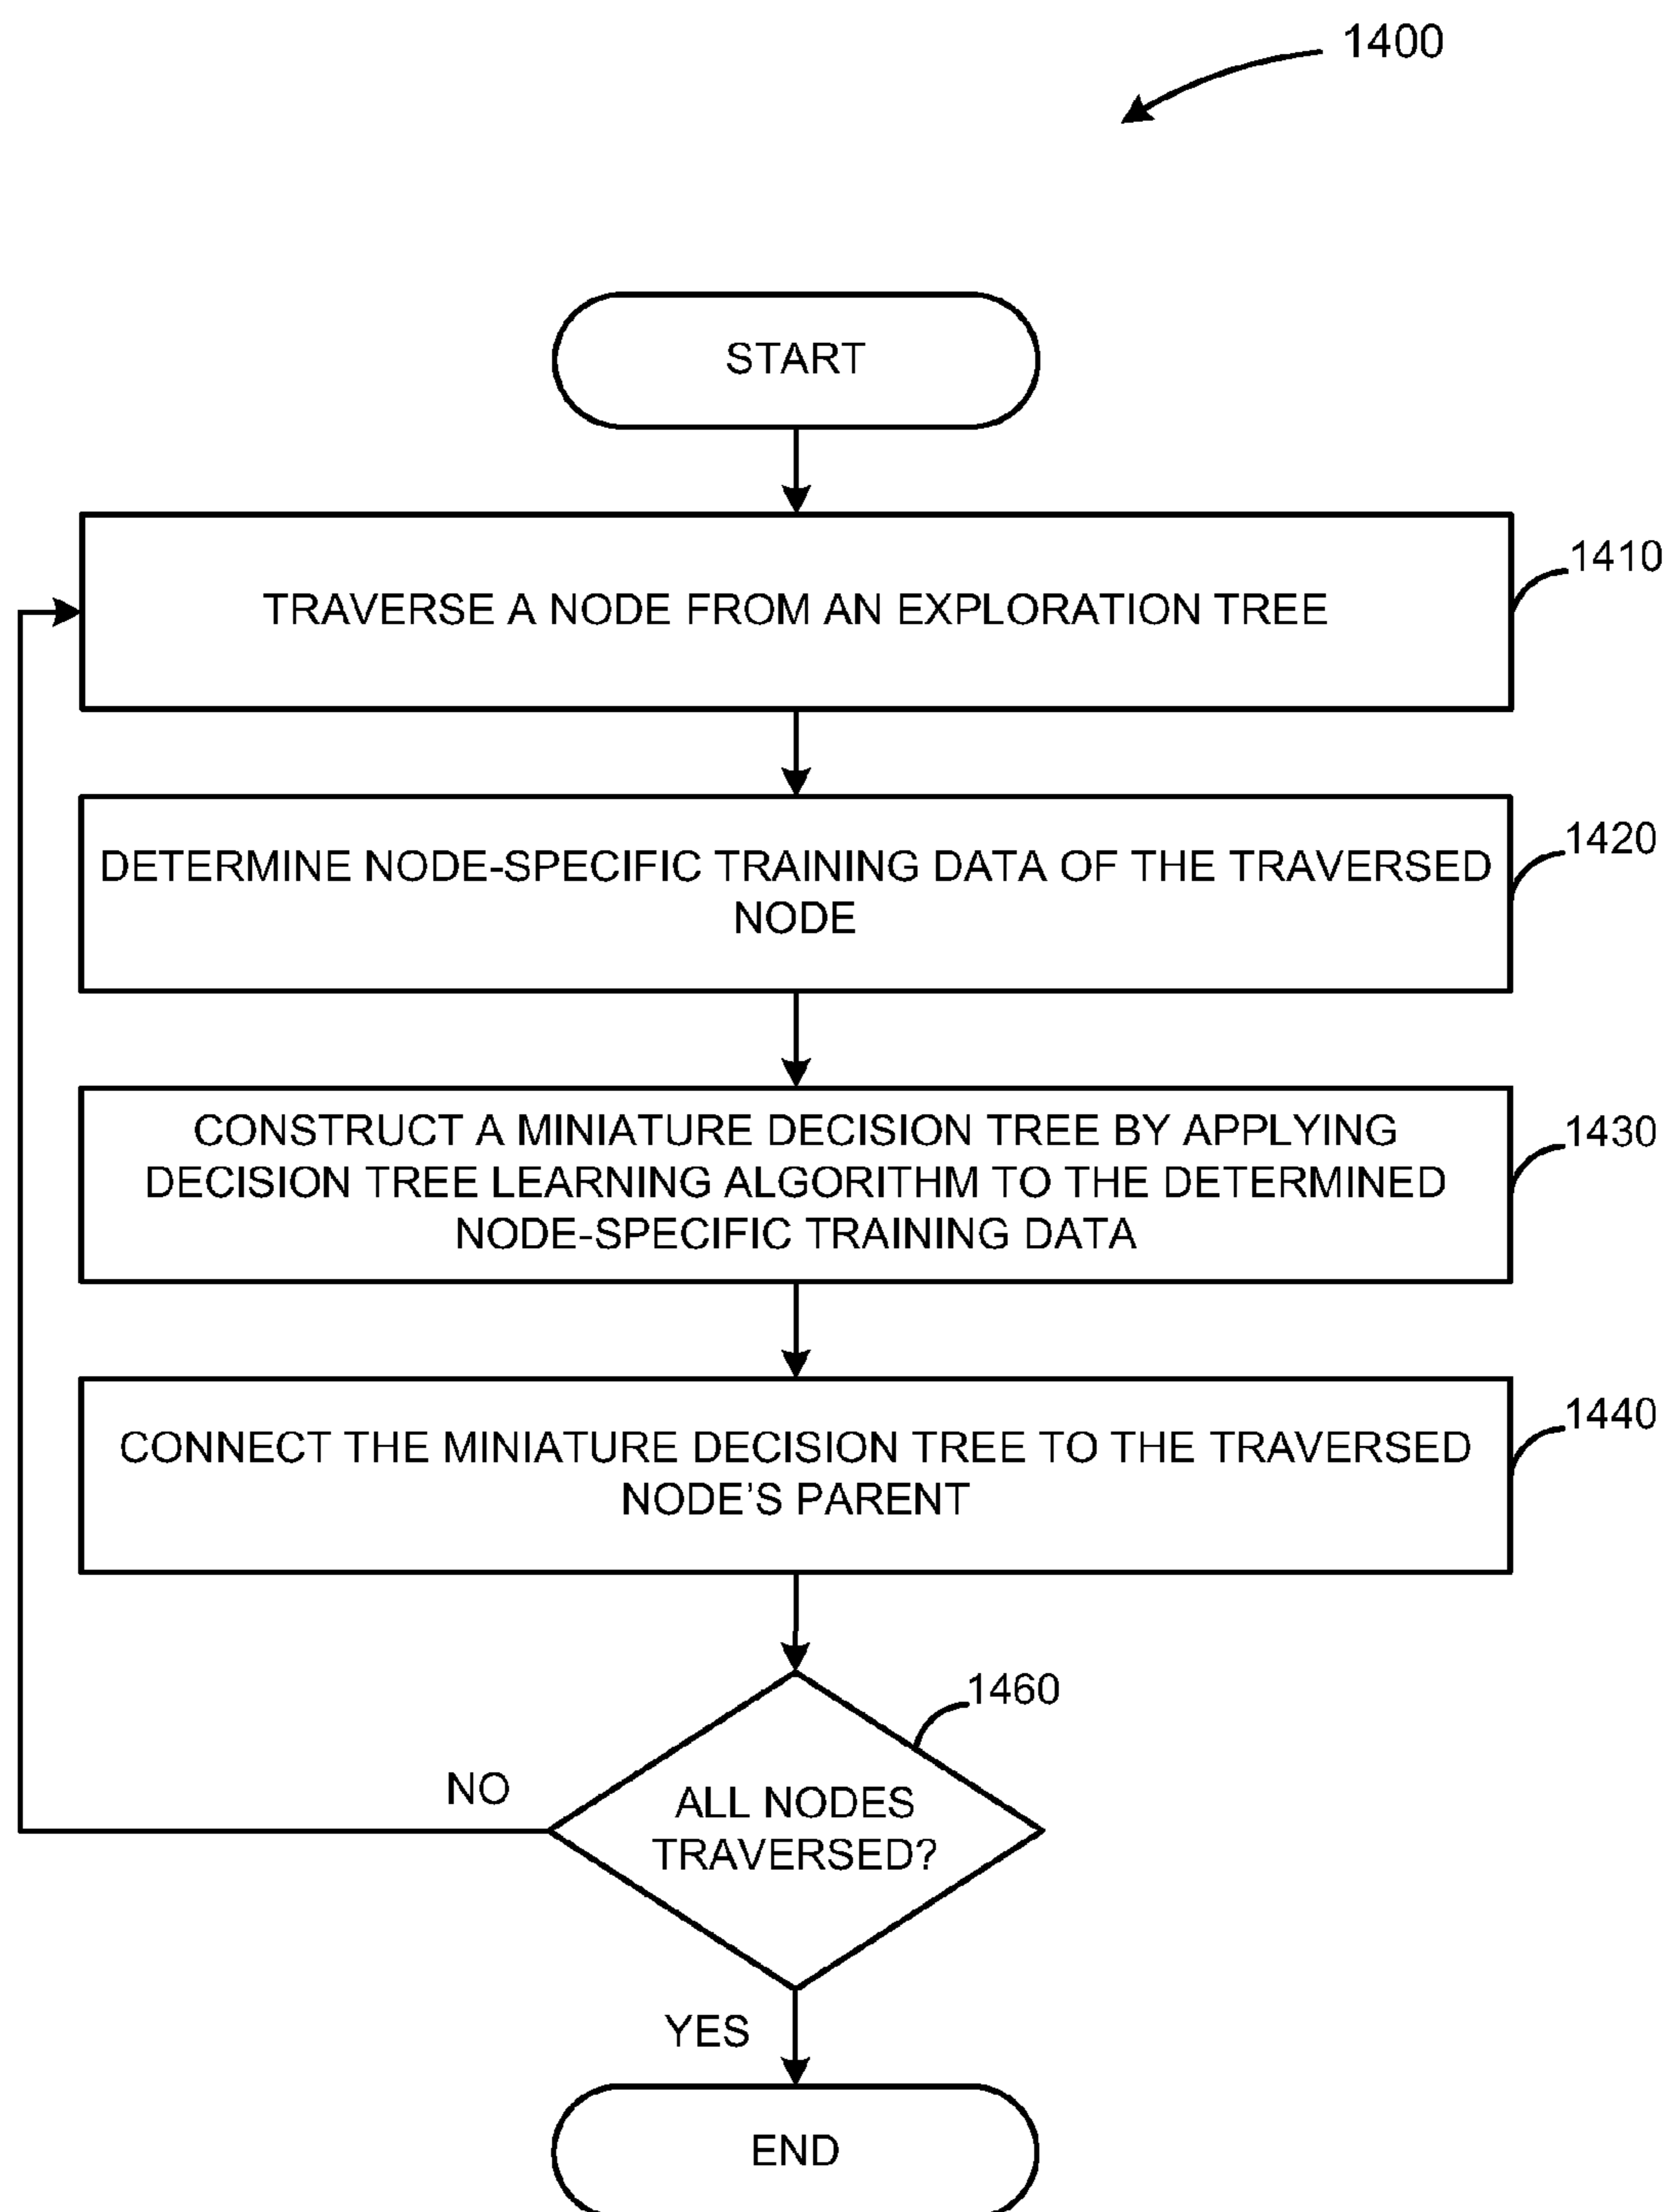 1400
START
TRAVERSE A NODE FROM AN EXPLORATION TREE
1410
DETERMINE NODE-SPECIFIC TRAINING DATA OF THE TRAVERSED
NODE
1420
CONSTRUCT A MINIATURE DECISION TREE BY APPLYING
DECISION TREE LEARNING ALGORITHM TO THE DETERMINED
NODE-SPECIFIC TRAINING DATA
1430
CONNECT THE MINIATURE DECISION TREE TO THE TRAVERSED
NODE'S PARENT
1440
1460
ALL NODES
TRAVERSED?
NO
YES
END